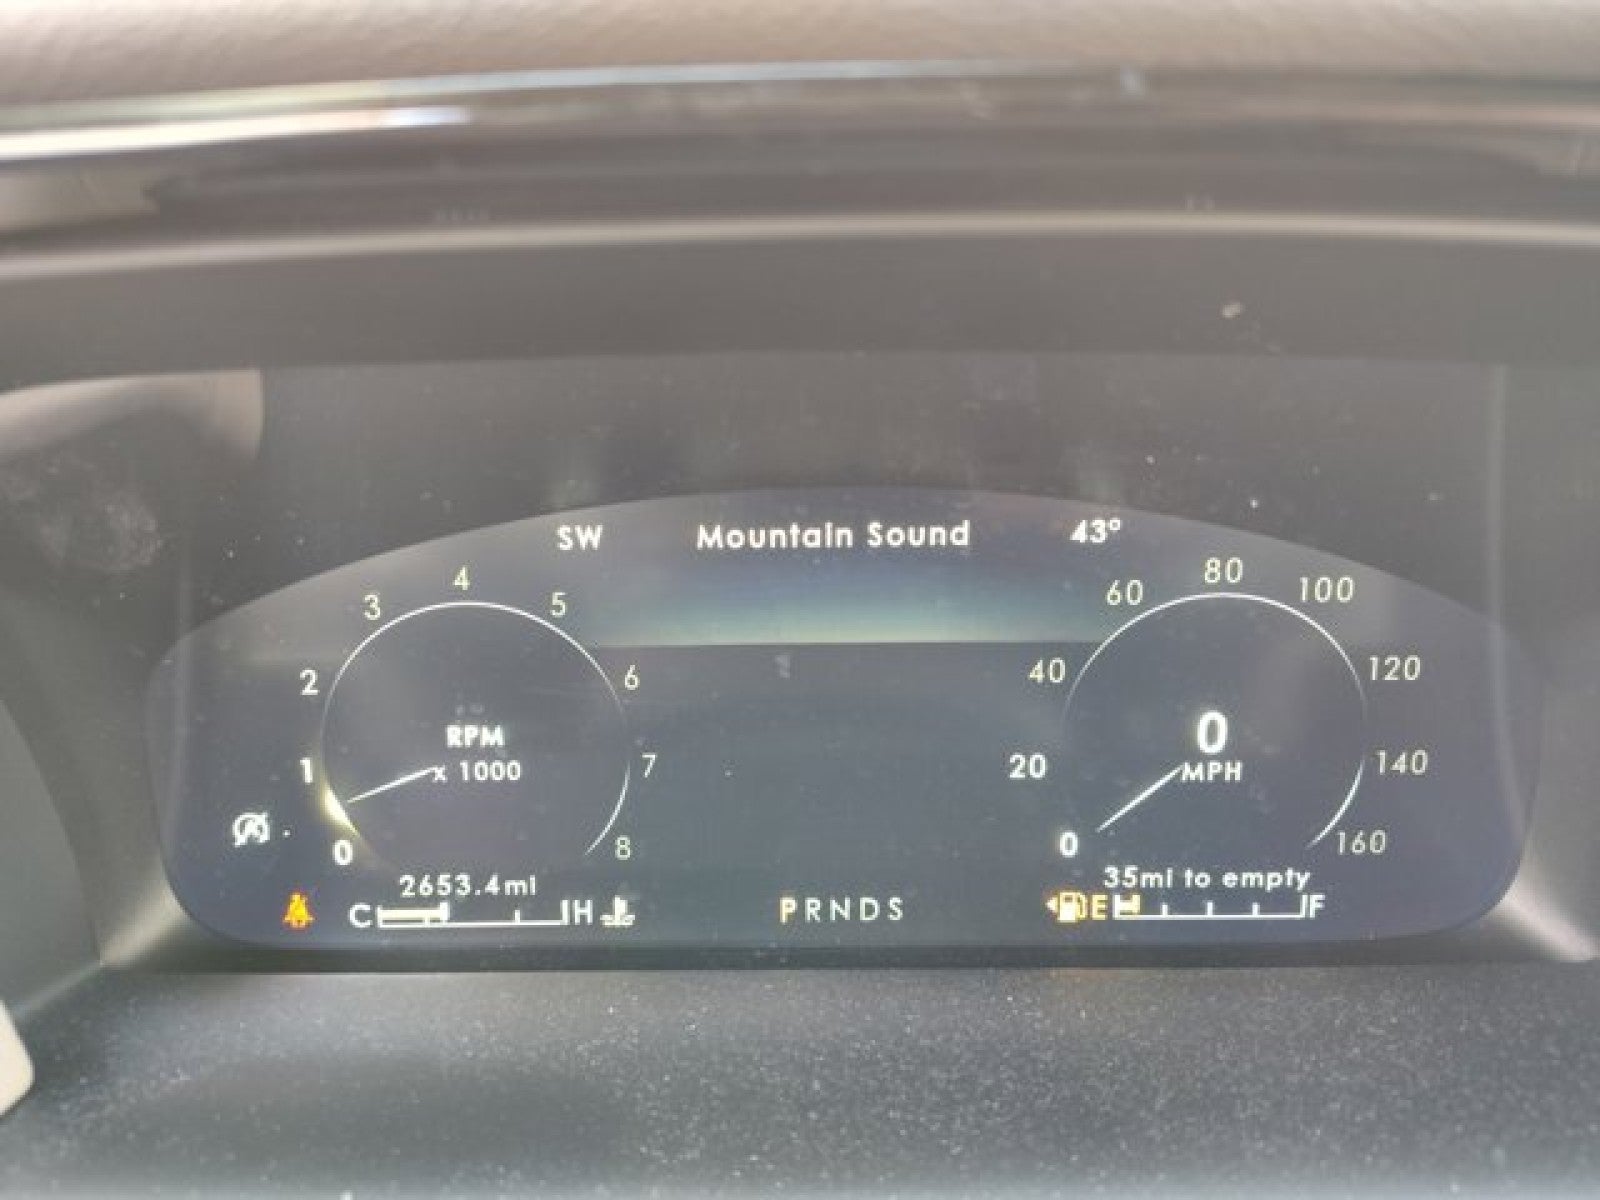 SW Mountain Sound 43°
4 80
3 5 60 100
2 6 40 120
RPM 0
1 x 1000 7 20 MPH 140
0 8 0 160
2653.4mi 35mi to empty
C H PRNDS E F